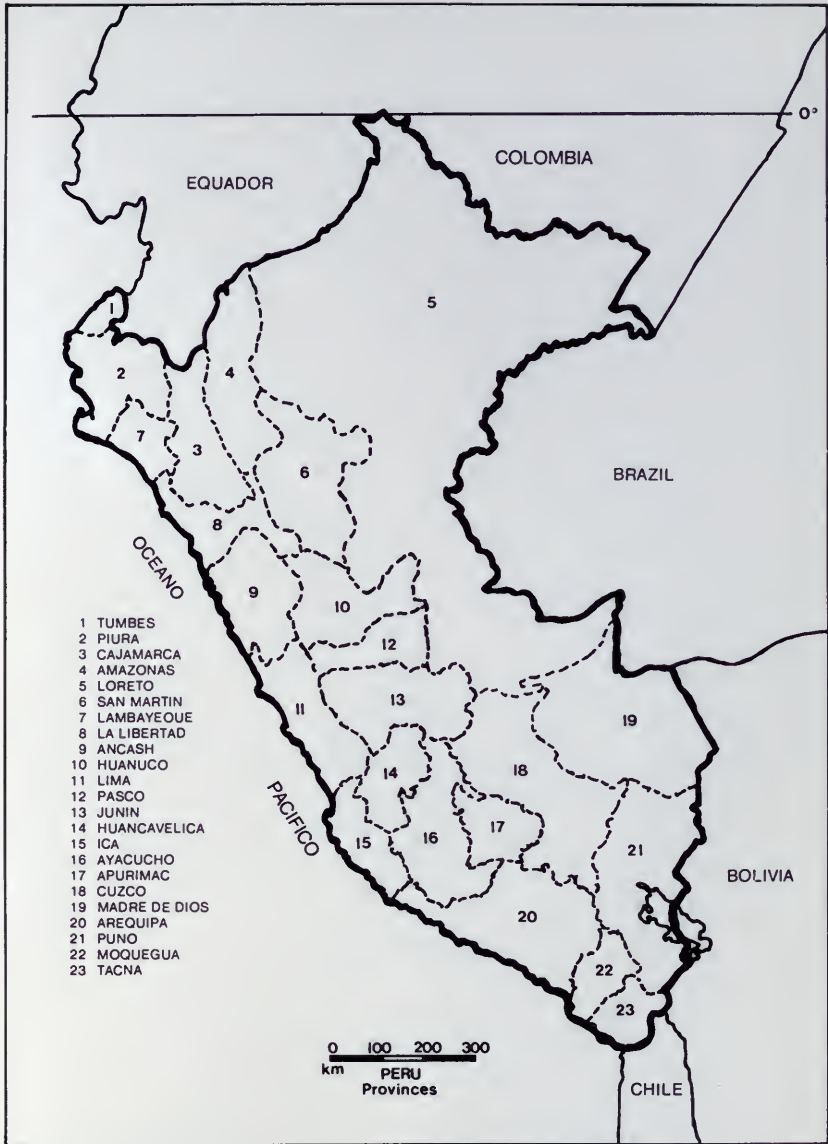 0°
COLOMBIA
EQUADOR
5
1
2
4
7
3
6
BRAZIL
8
OCEANO
9
10
12
1 TUMBES
2 PIURA
3 CAJAMARCA
4 AMAZONAS
5 LORETO
6 SAN MARTIN
7 LAMBAYEOUE
8 LA LIBERTAD
9 ANCASH
10 HUANUCO
11 LIMA
12 PASCO
13 JUNIN
14 HUANCAVELICA
15 ICA
16 AYACUCHO
17 APURIMAC
18 CUZCO
19 MADRE DE DIOS
20 AREQUIPA
21 PUNO
22 MOQUEGUA
23 TACNA
11
13
19
14
18
PACIFICO
15
16
17
21
BOLIVIA
20
22
23
0 100 200 300
km
PERU
Provinces
CHILE